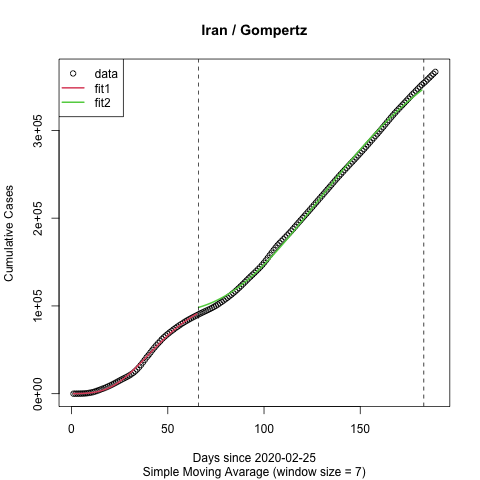 Iran / Gompertz
data
fit1
fit2
Cumulative Cases
3e+05
2e+05
1e+05
0e+00
0
50
100
150
Days since 2020-02-25
Simple Moving Avarage (window size = 7)